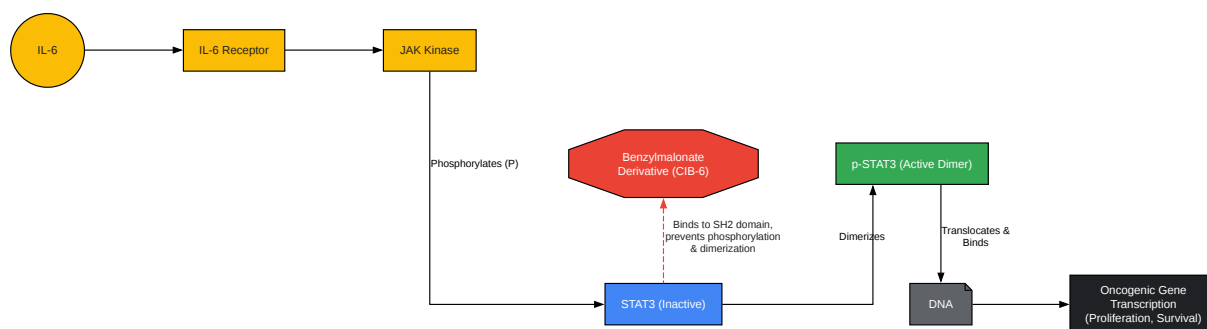 IL-6
IL-6 Receptor
JAK Kinase
Phosphorylates (P)
Benzylmalonate
Derivative (CIB-6)
p-STAT3 (Active Dimer)
Binds to SH2 domain,
prevents phosphorylation
& dimerization
Dimerizes
Translocates &
Binds
STAT3 (Inactive)
DNA
Oncogenic Gene
Transcription
(Proliferation, Survival)